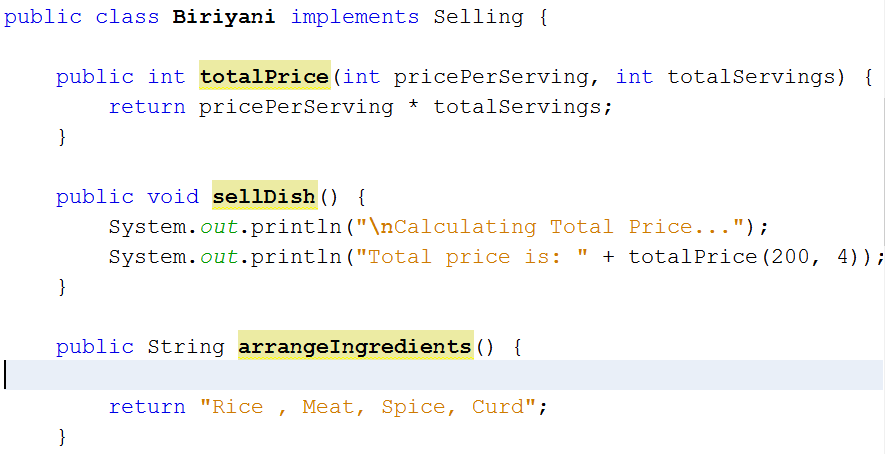 public class Biriyani implements Selling {
public int totalPrice(int pricePerServing, int totalServings) {
return pricePerServing * totalServings;
}
public void sellDish() {
System.out.println("\nCalculating Total Price...");
System.out.println("Total price is: " + totalPrice(200, 4));
}
public String arrangeIngredients() {
return "Rice , Meat, Spice, Curd";
}